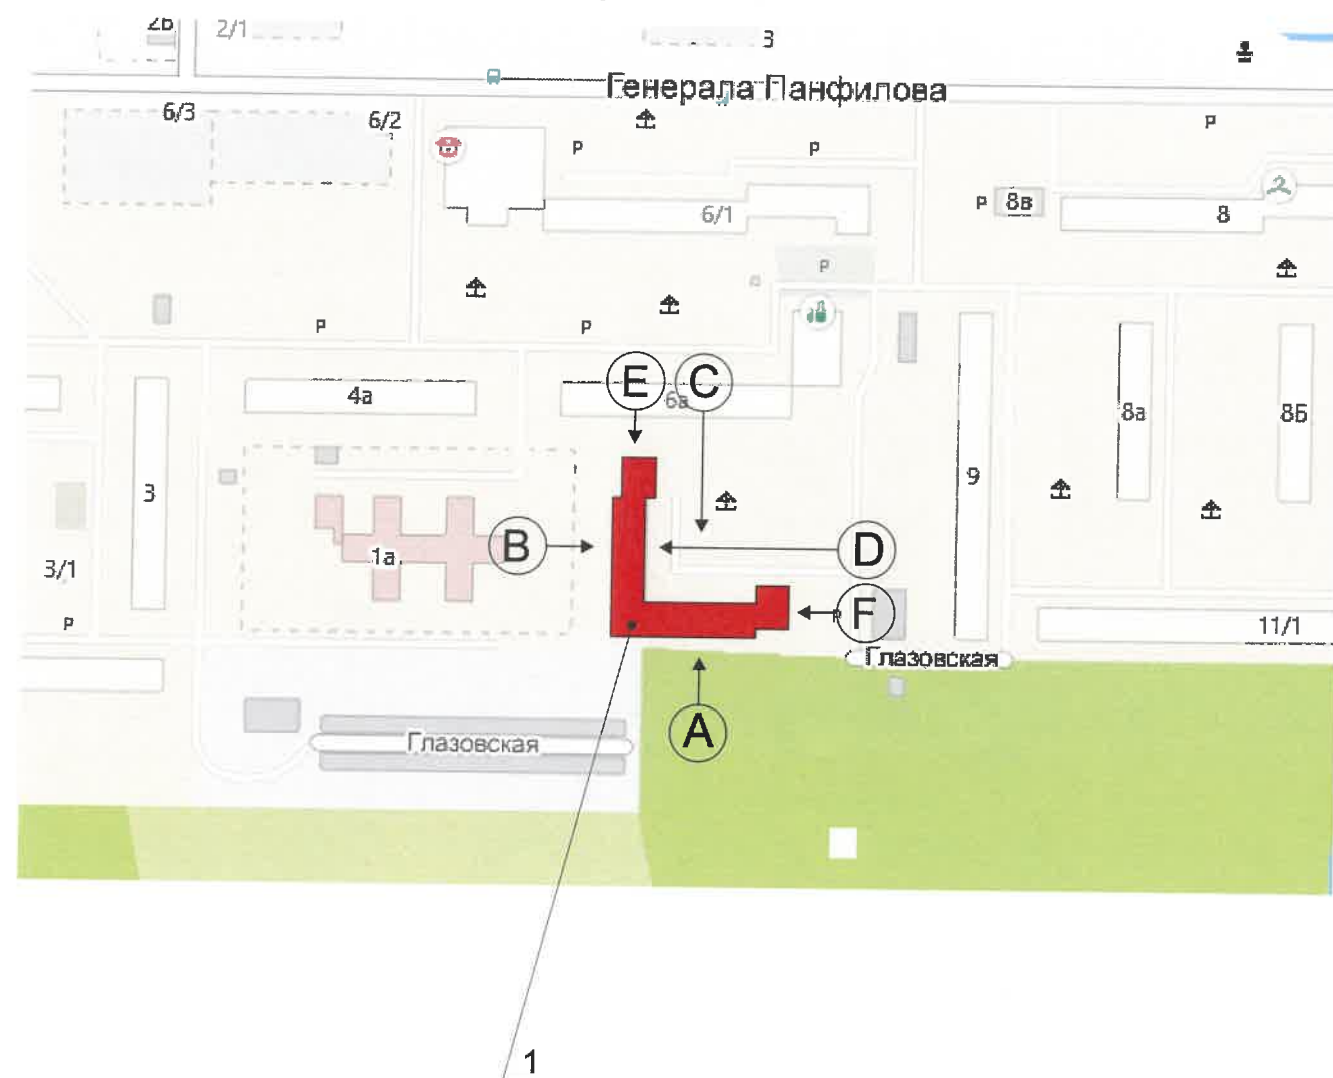 2Б
2/1
3
Генерала Панфилова
6/3
6/2
P
P
P
6/1
P
8в
8
P
P
P
E
C
4а
6а
8а
8Б
3
9
B
1а
D
3/1
F
P
P
11/1
Глазовская
A
Глазовская
1